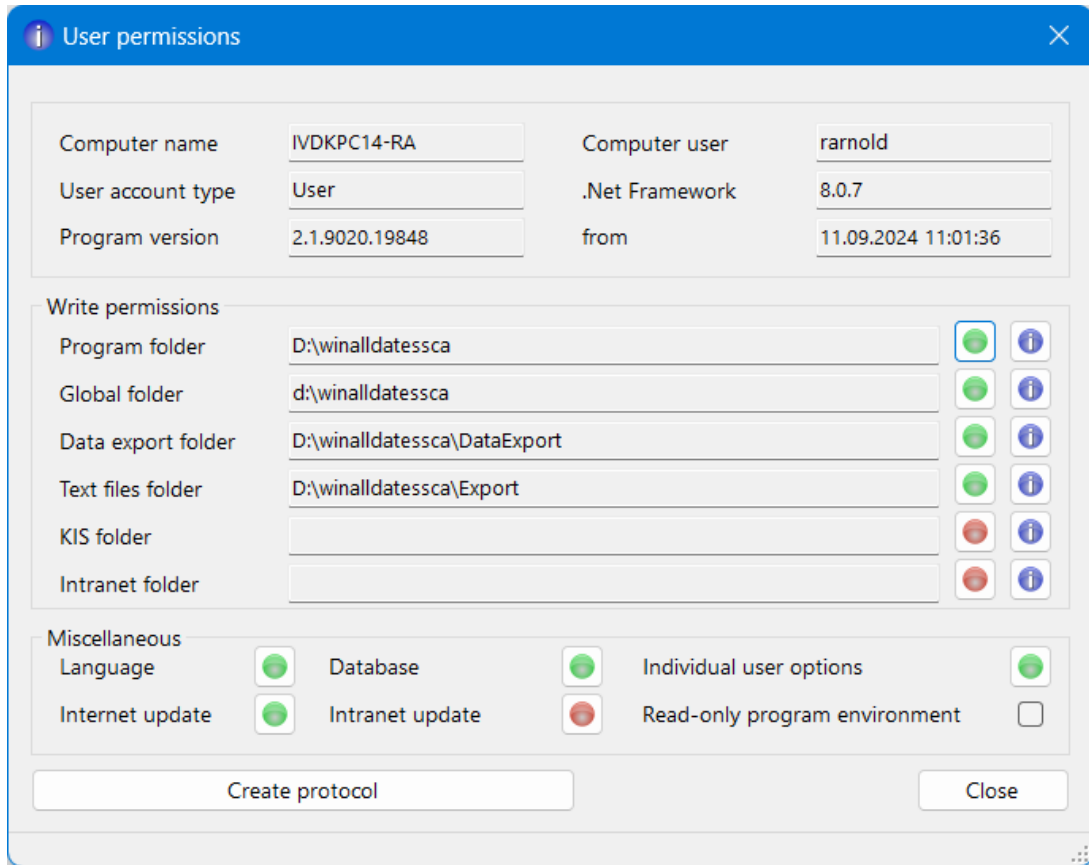 User permissions
Computer name IVDKPC14-RA Computer user rarnold
User account type User .Net Framework 8.0.7
Program version 2.1.9020.19848 from 11.09.2024 11:01:36
Write permissions
Program folder D:\winalldatessca
Global folder d:\winalldatessca
Data export folder D:\winalldatessca\DataExport
Text files folder D:\winalldatessca\Export
KIS folder
Intranet folder
Miscellaneous
Language Database Individual user options
Internet update Intranet update Read-only program environment
Create protocol Close